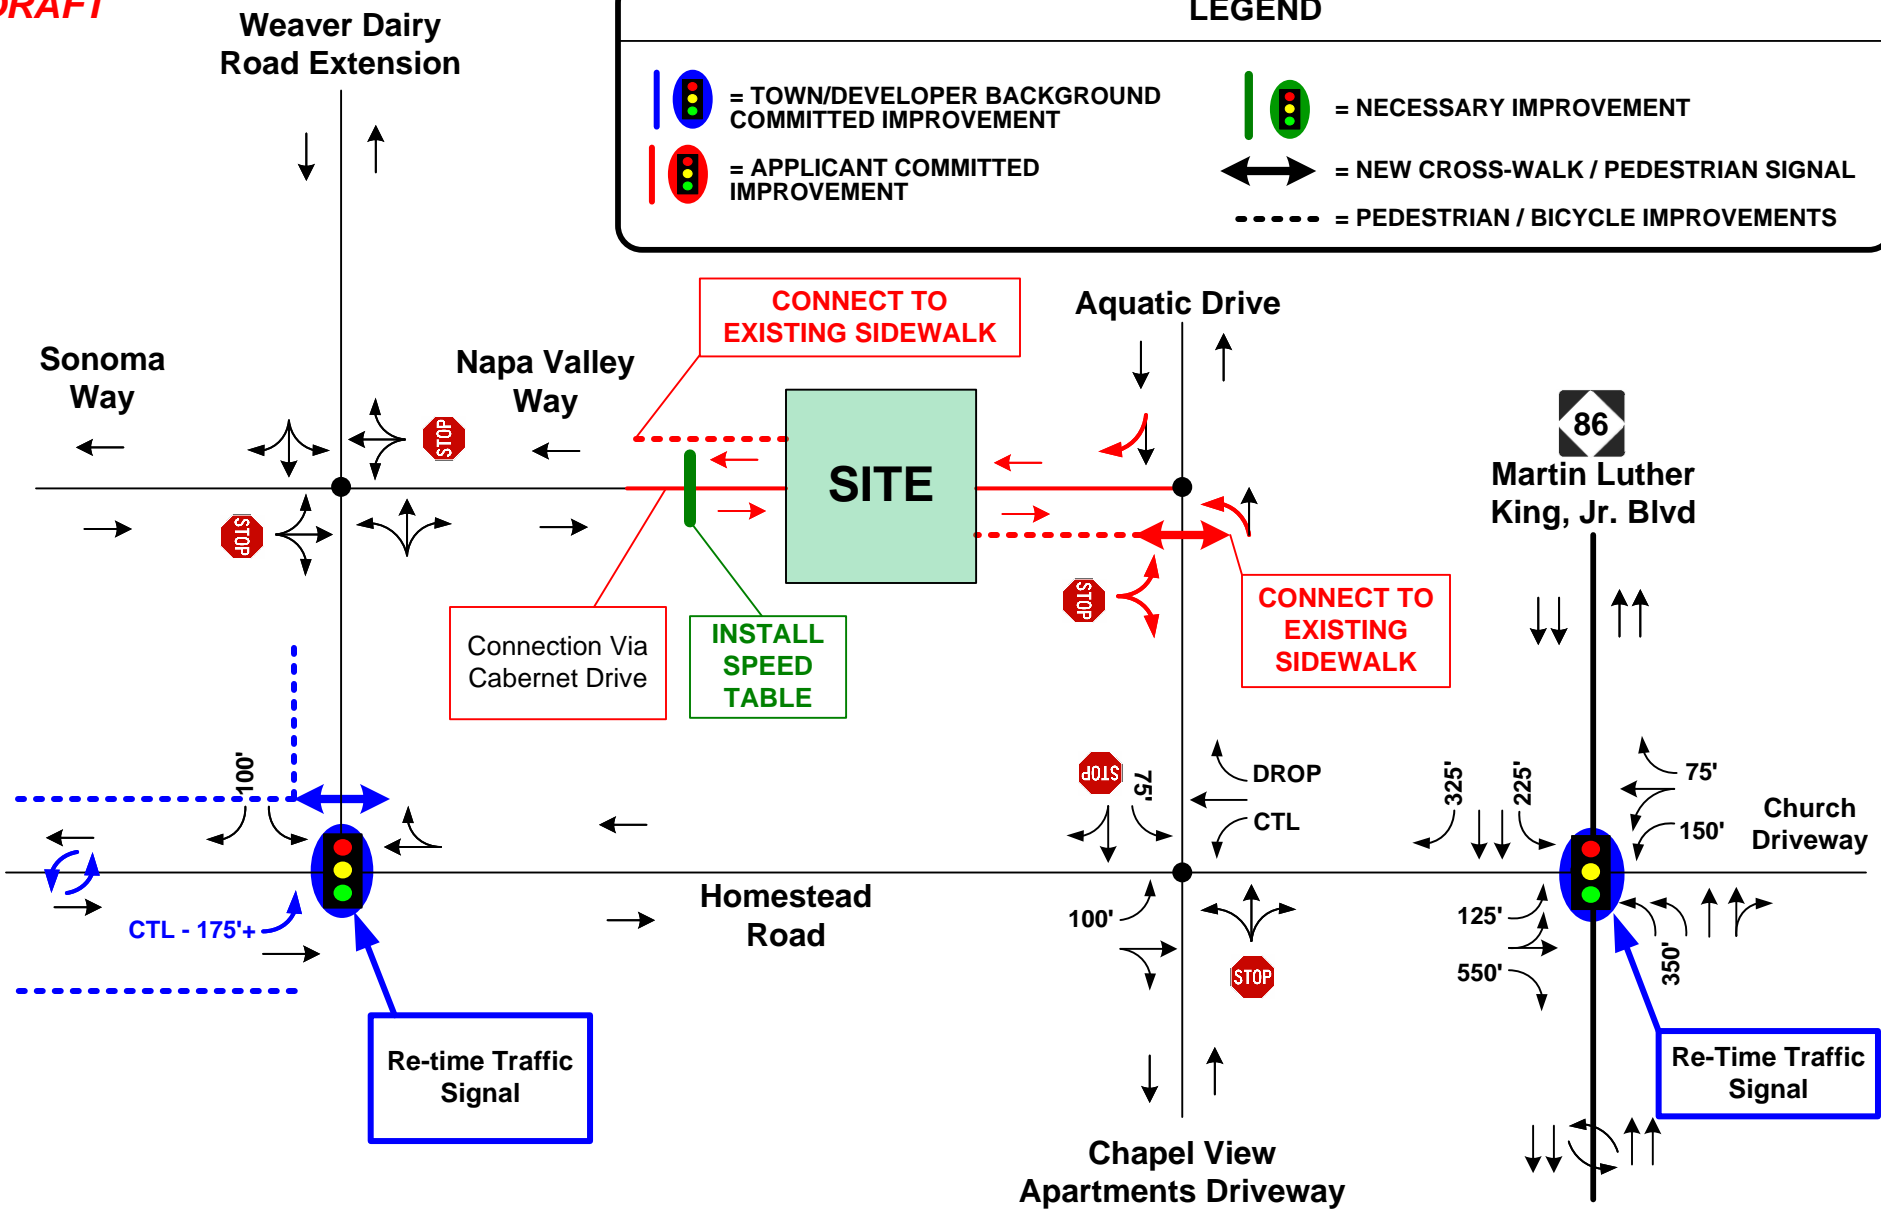 DRAFT
LEGEND
= TOWN/DEVELOPER BACKGROUND
COMMITTED IMPROVEMENT
= APPLICANT COMMITTED
IMPROVEMENT
= NECESSARY IMPROVEMENT
= NEW CROSS-WALK / PEDESTRIAN SIGNAL
= PEDESTRIAN / BICYCLE IMPROVEMENTS
Weaver Dairy
Road Extension
CONNECT TO
EXISTING SIDEWALK
Aquatic Drive
Sonoma
Way
Napa Valley
Way
STOP
STOP
SITE
86
Martin Luther
King, Jr. Blvd
STOP
CONNECT TO
EXISTING
SIDEWALK
Connection Via
Cabernet Drive
INSTALL
SPEED
TABLE
100'
STOP
75'
DROP
CTL
325'
225'
75'
150'
Church
Driveway
CTL - 175'+
Homestead
Road
100'
STOP
125'
550'
350'
Re-time Traffic
Signal
Re-Time Traffic
Signal
Chapel View
Apartments Driveway